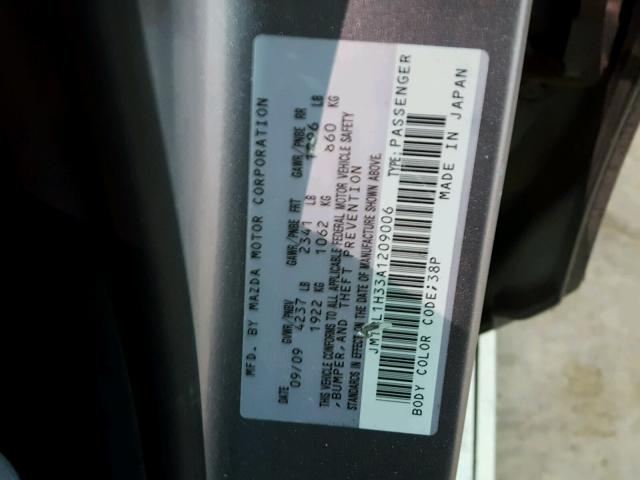 MFD. BY MAZDA MOTOR CORPORATION
DATE GVWR/PNBV GAWR/PNBE FRT GAWR/PNBE RR
09/09 4237 LB 2341 LB LB
1922 KG 1062 KG 860 KG
THIS VEHICLE CONFORMS TO ALL APPLICABLE FEDERAL MOTOR VEHICLE SAFETY
, BUMPER, AND THEFT PREVENTION
STANDARDS IN EFFECT ON THE DATE OF MANUFACTURE SHOWN ABOVE.
TYPE: PASSENGER
BODY COLOR CODE;38P MADE IN JAPAN